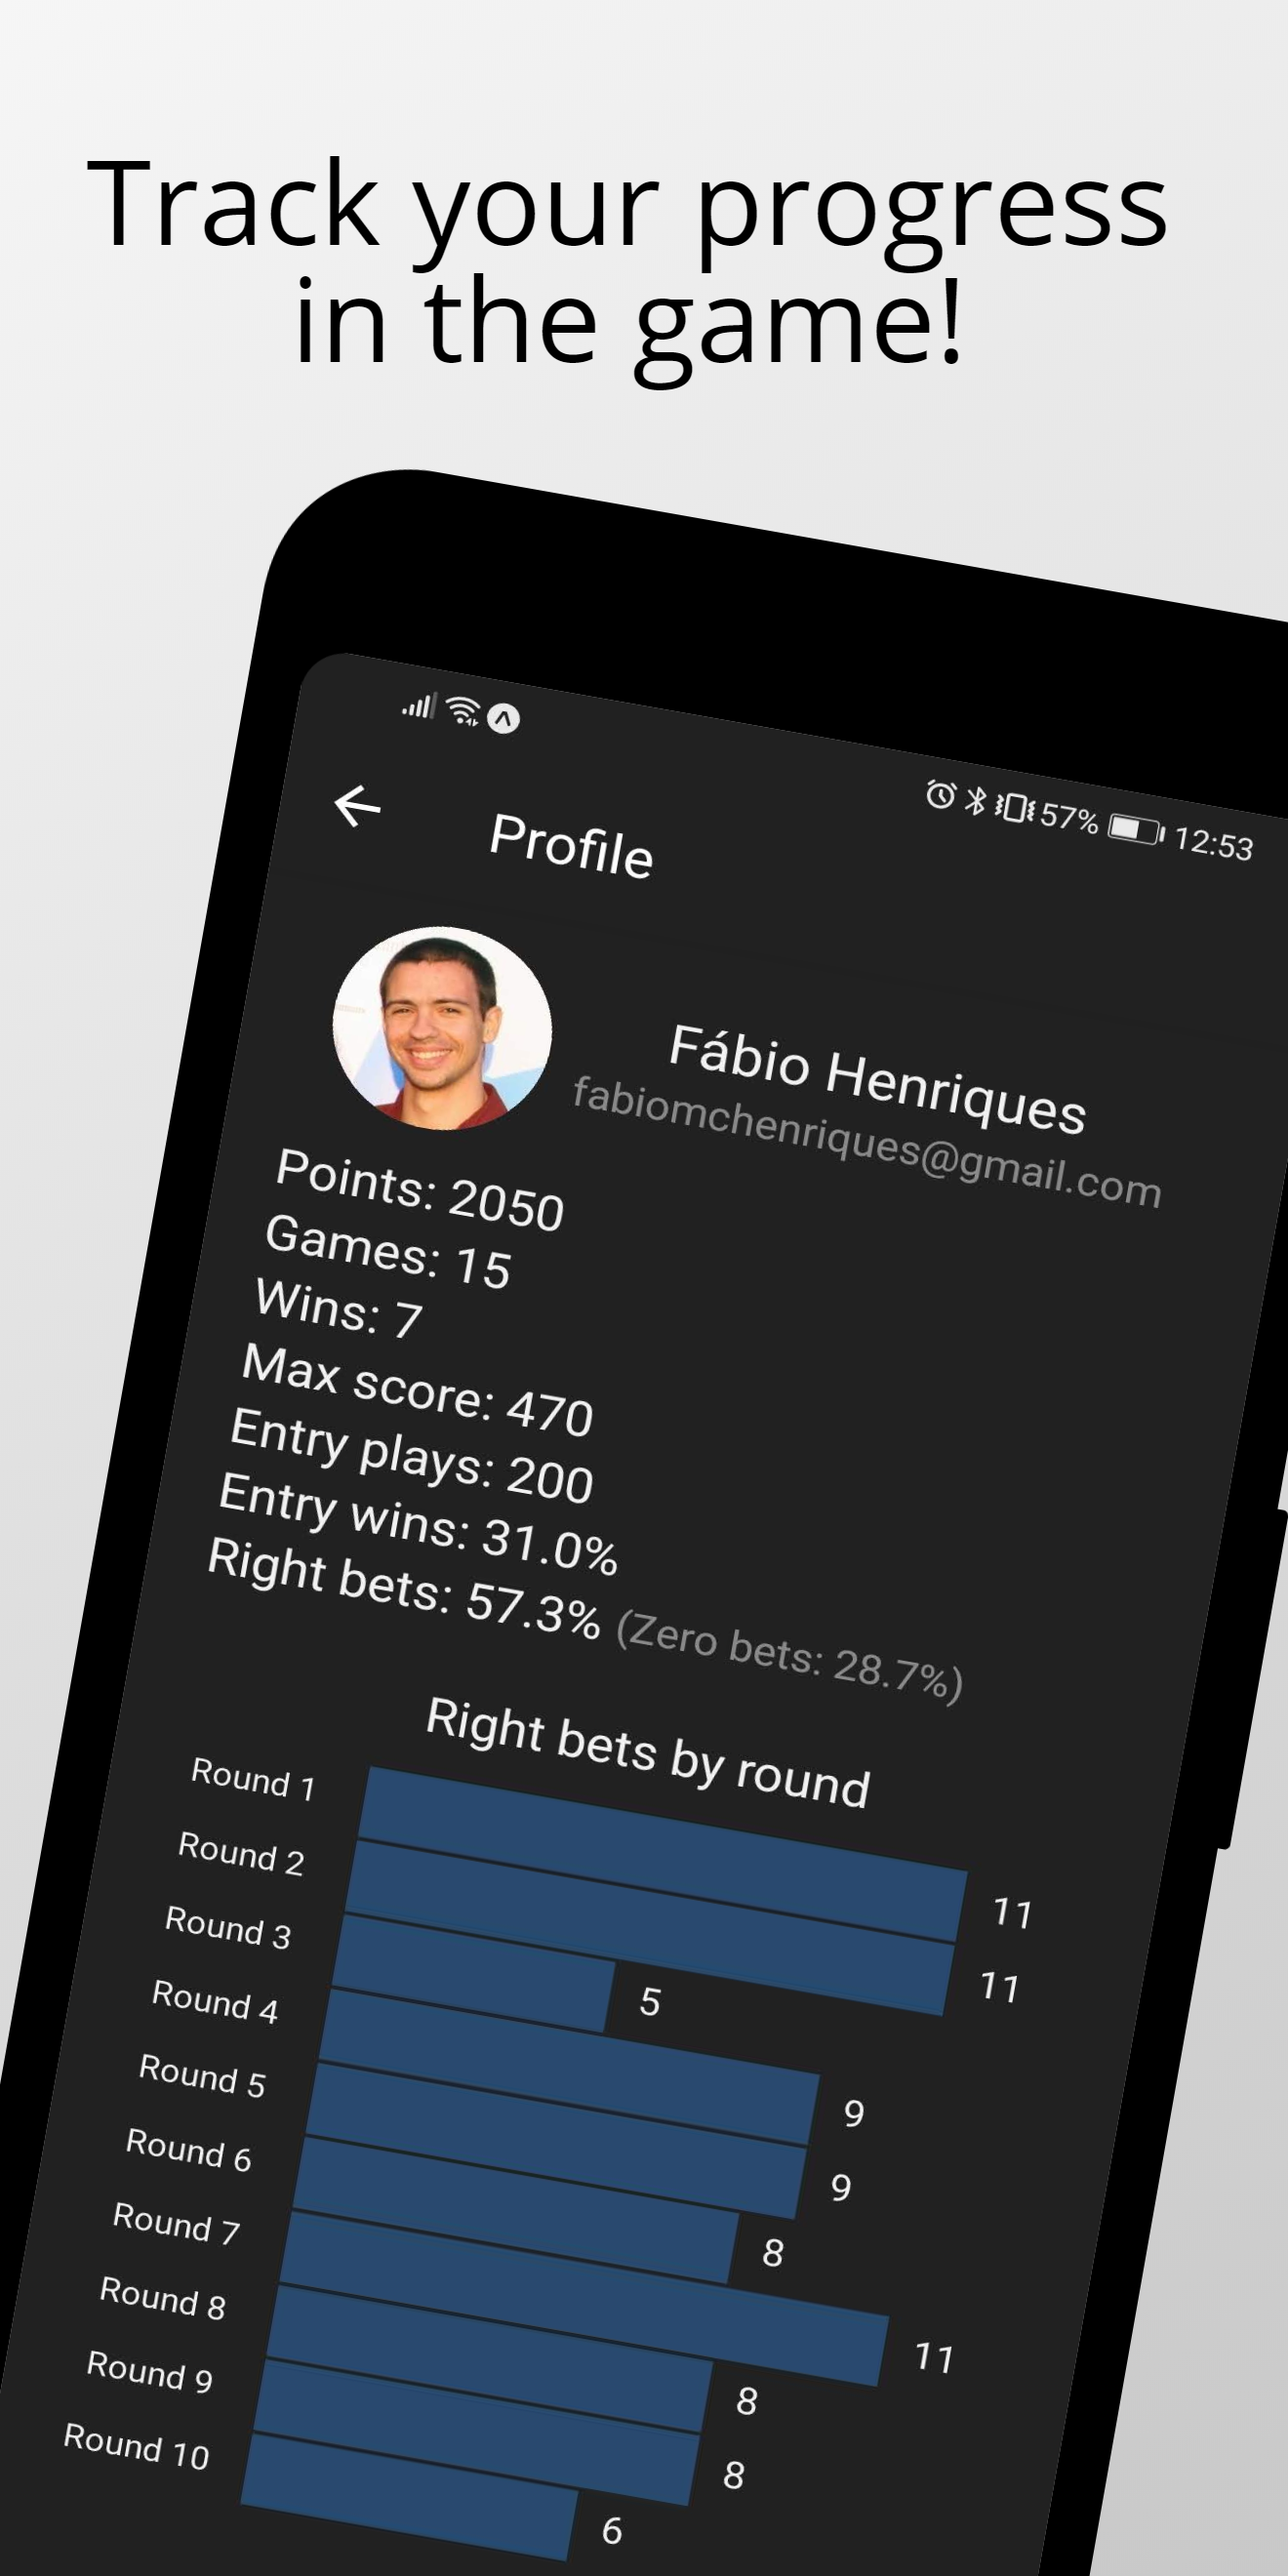 Track your progress
in the game!
57% 12:53
Profile
Fábio Henriques
fabiomchenriques@gmail.com
Points: 2050
Games: 15
Wins: 7
Max score: 470
Entry plays: 200
Entry wins: 31.0%
Right bets: 57.3% (Zero bets: 28.7%)
Right bets by round
Round 1 11
Round 2 11
Round 3 5
Round 4 9
Round 5 9
Round 6 8
Round 7 11
Round 8 8
Round 9 8
Round 10 6